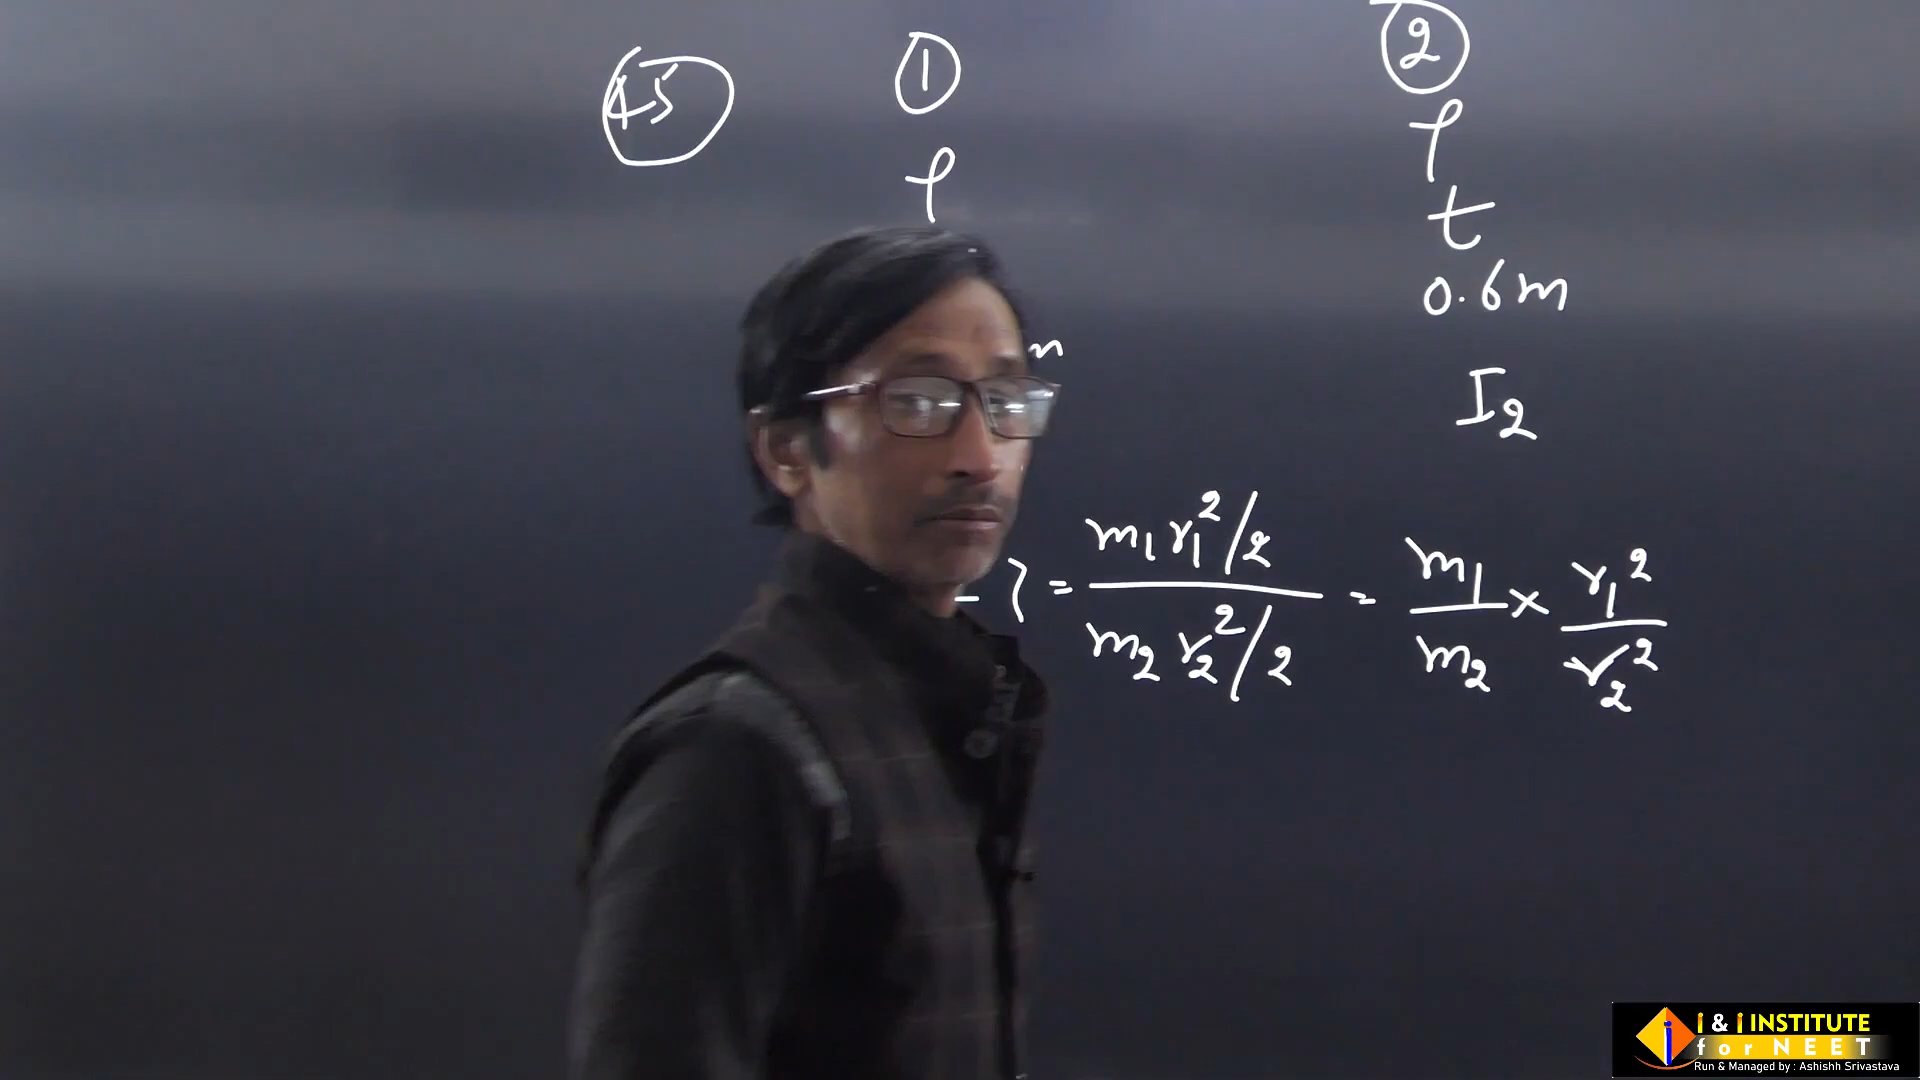 45 ① ②
ρ ρ
t
0.6m
m
I₂
? = m₁r₁²/2 / m₂r₂²/2 = m₁/m₂ × r₁²/r₂²
i & i INSTITUTE
for NEET
Run & Managed by : Ashishh Srivastava